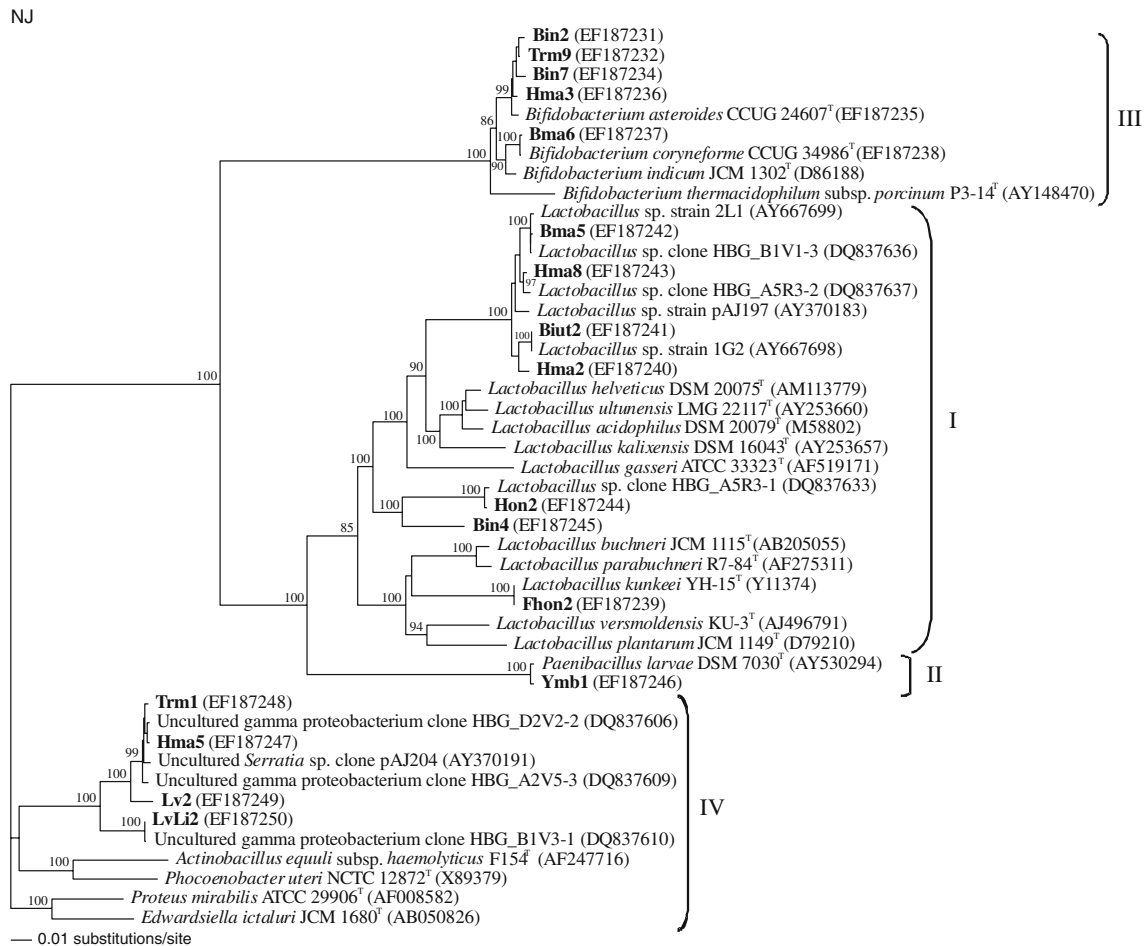 NJ
Bin2 (EF187231)
Trm9 (EF187232)
99 Bin7 (EF187234)
Hma3 (EF187236)
86 Bifidobacterium asteroides CCUG 24607T (EF187235)
III
100 Bma6 (EF187237)
100 Bifidobacterium coryneforme CCUG 34986T (EF187238)
90 Bifidobacterium indicum JCM 1302T (D86188)
Bifidobacterium thermacidophilum subsp. porcinum P3-14T (AY148470)
100 Lactobacillus sp. strain 2L1 (AY667699)
Bma5 (EF187242)
Lactobacillus sp. clone HBG_B1V1-3 (DQ837636)
Hma8 (EF187243)
97 Lactobacillus sp. clone HBG_A5R3-2 (DQ837637)
100 Lactobacillus sp. strain pAJ197 (AY370183)
Biut2 (EF187241)
100 Lactobacillus sp. strain 1G2 (AY667698)
100 90 Hma2 (EF187240)
Lactobacillus helveticus DSM 20075T (AM113779)
100 Lactobacillus ultunensis LMG 22117T (AY253660)
100 Lactobacillus acidophilus DSM 20079T (M58802)
I
100 Lactobacillus kalixensis DSM 16043T (AY253657)
100 Lactobacillus gasseri ATCC 33323T (AF519171)
100 Lactobacillus sp. clone HBG_A5R3-1 (DQ837633)
100 Hon2 (EF187244)
85 Bin4 (EF187245)
100 Lactobacillus buchneri JCM 1115T (AB205055)
Lactobacillus parabuchneri R7-84T (AF275311)
100 100 100 Lactobacillus kunkeei YH-15T (Y11374)
Fhon2 (EF187239)
94 Lactobacillus versmoldensis KU-3T (AJ496791)
Lactobacillus plantarum JCM 1149T (D79210)
100 Paenibacillus larvae DSM 7030T (AY530294)
II
Ymb1 (EF187246)
Trm1 (EF187248)
Uncultured gamma proteobacterium clone HBG_D2V2-2 (DQ837606)
Hma5 (EF187247)
99 Uncultured Serratia sp. clone pAJ204 (AY370191)
100 Uncultured gamma proteobacterium clone HBG_A2V5-3 (DQ837609)
100 Lv2 (EF187249)
IV
100 LvLi2 (EF187250)
Uncultured gamma proteobacterium clone HBG_B1V3-1 (DQ837610)
100 Actinobacillus equuli subsp. haemolyticus F154T (AF247716)
Phocoenobacter uteri NCTC 12872T (X89379)
100 Proteus mirabilis ATCC 29906T (AF008582)
Edwardsiella ictaluri JCM 1680T (AB050826)
0.01 substitutions/site